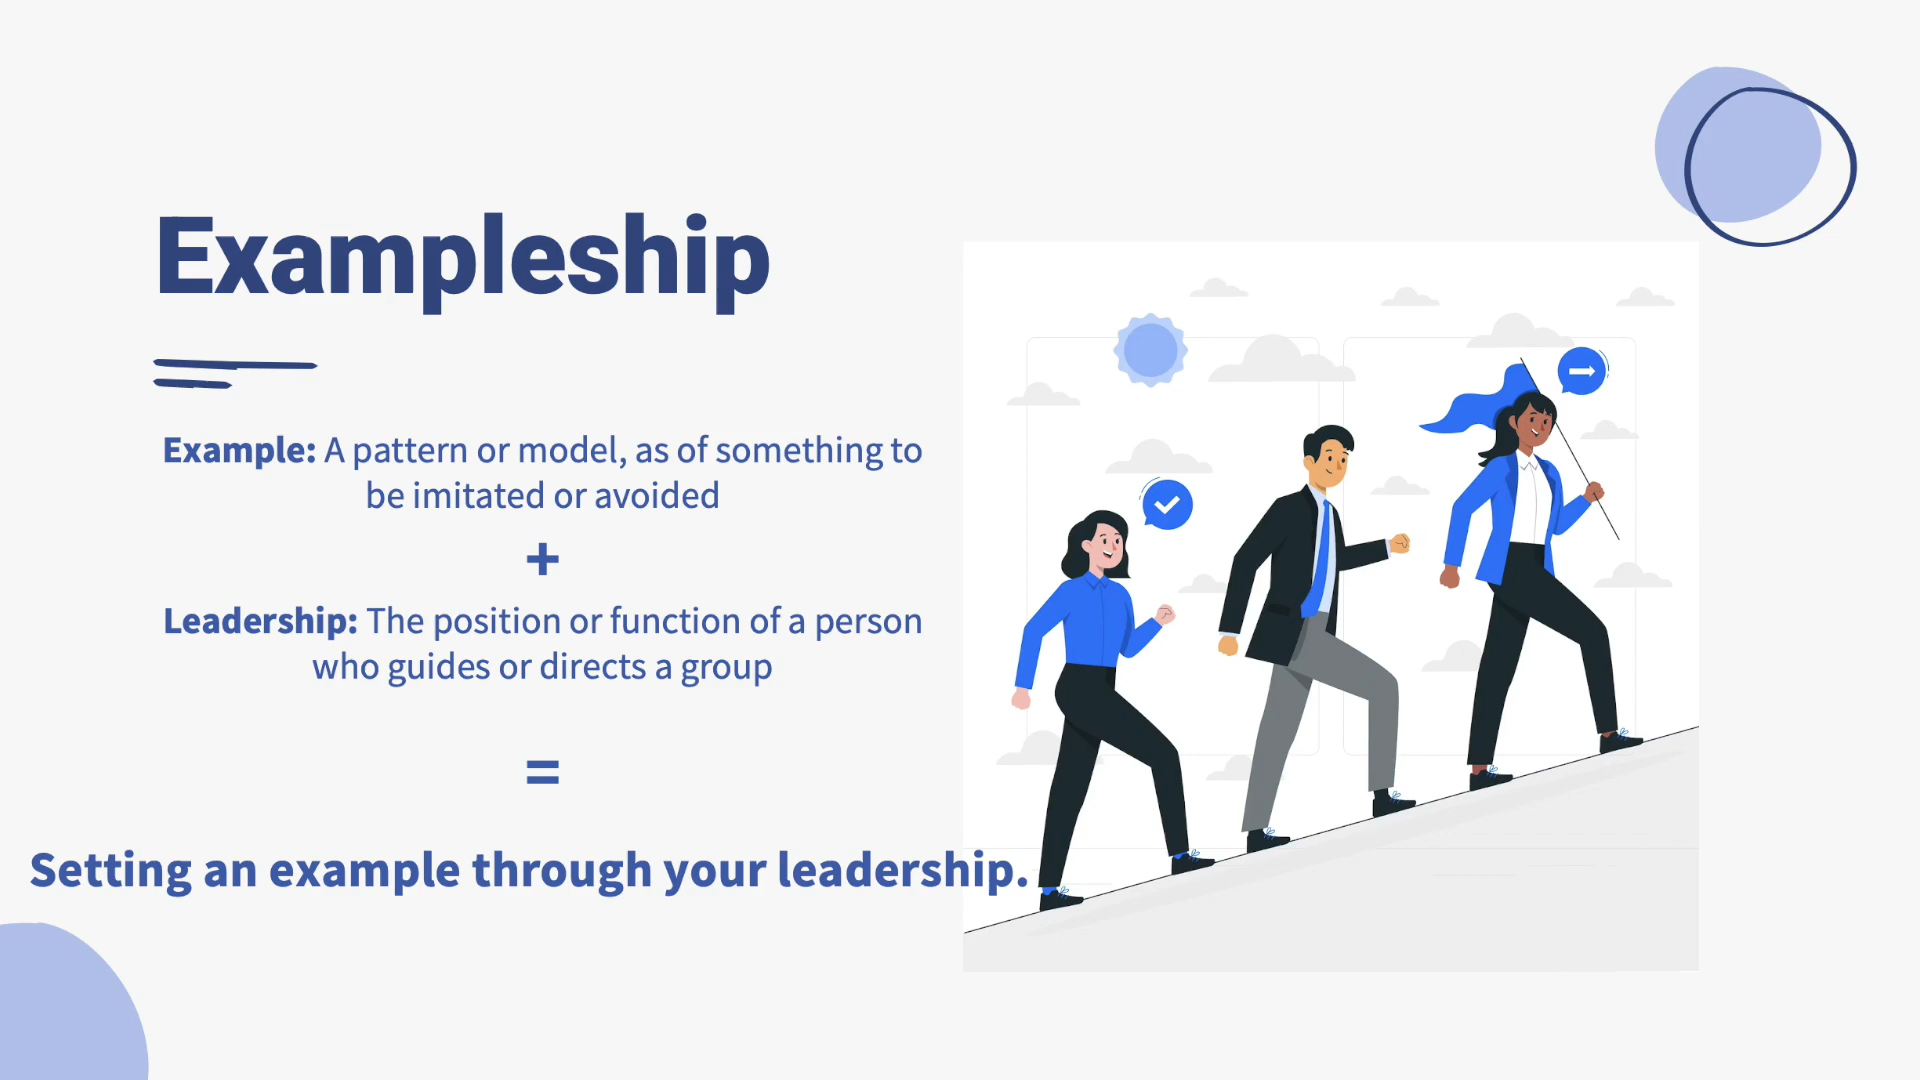 Exampleship
Example: A pattern or model, as of something to
be imitated or avoided
+
Leadership: The position or function of a person
who guides or directs a group
=
Setting an example through your leadership.